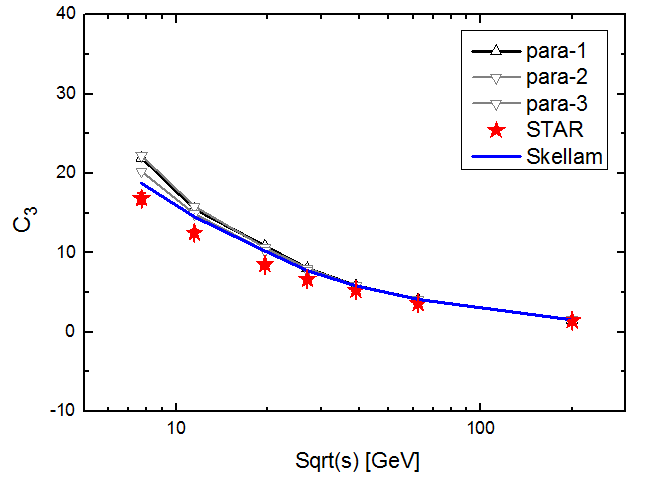 40
30
20
10
0
-10
C3
10
100
Sqrt(s) [GeV]
para-1
para-2
para-3
STAR
Skellam